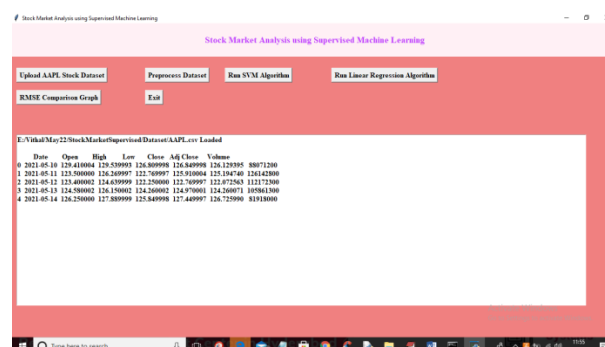 Stock Market Analysis using Supervised Machine Learning
Stock Market Analysis using Supervised Machine Learning
Upload AAPL Stock Dataset Preprocess Dataset Run SVM Algorithm Run Linear Regression Algorithm
RMSE Comparison Graph Exit
E:/Vithal/May22/StockMarketSupervised/Dataset/AAPL.csv Loaded
Date Open High Low Close Adj Close Volume
0 2021-05-10 129.410004 129.539993 126.809998 126.849998 126.129395 88071200
1 2021-05-11 123.500000 126.269997 122.769997 125.910004 125.194740 126142800
2 2021-05-12 123.400002 124.639999 122.250000 122.769997 122.072563 112172300
3 2021-05-13 124.580002 126.150002 124.260002 124.970001 124.260071 105861300
4 2021-05-14 126.250000 127.889999 125.849998 127.449997 126.725990 81918000
Type here to search
11:55